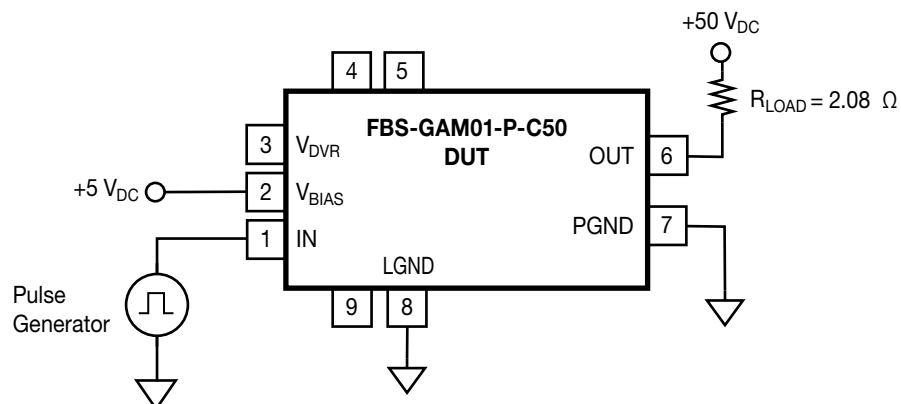 +50 V_DC
4 5
FBS-GAM01-P-C50
DUT
R_LOAD = 2.08 Ω
3 V_DVR
OUT 6
+5 V_DC 2 V_BIAS
1 IN
PGND 7
LGND
Pulse
Generator
9 8